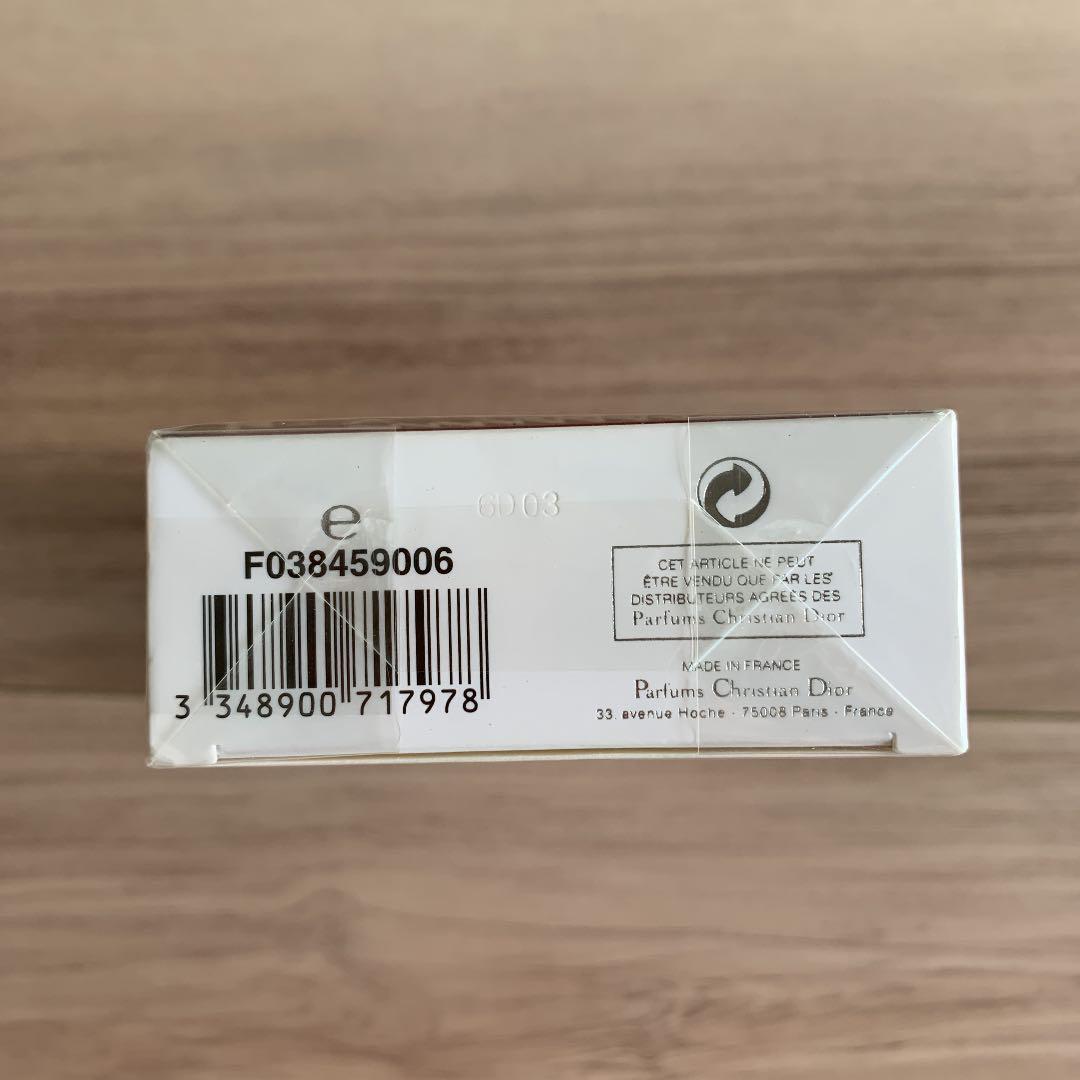 6D03
e
F038459006
3 348900 717978
CET ARTICLE NE PEUT
ÊTRE VENDU QUE PAR LES
DISTRIBUTEURS AGRÉÉS DES
Parfums Christian Dior
MADE IN FRANCE
Parfums Christian Dior
33, avenue Hoche - 75008 Paris - France